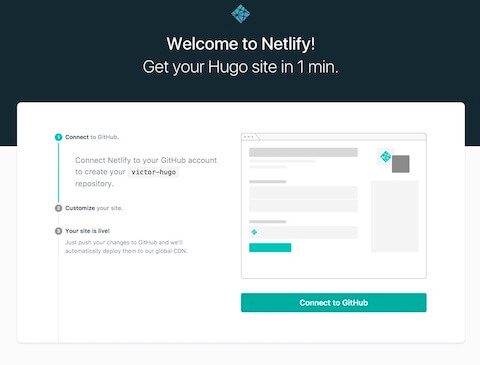 Welcome to Netlify!
Get your Hugo site in 1 min.
1 Connect to GitHub.
Connect Netlify to your GitHub account
to create your victor-hugo
repository.
2 Customize your site.
3 Your site is live!
Just push your changes to GitHub and we'll
automatically deploy them to our global CDN.
Connect to GitHub